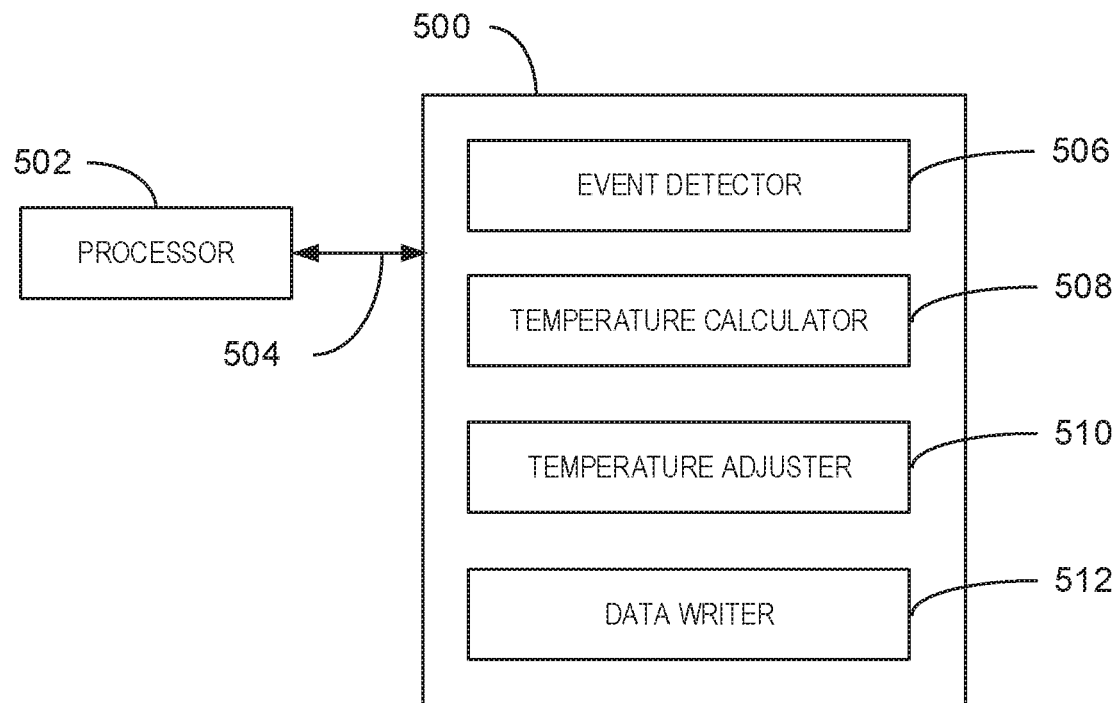 500
502
PROCESSOR
504
EVENT DETECTOR
506
TEMPERATURE CALCULATOR
508
TEMPERATURE ADJUSTER
510
DATA WRITER
512